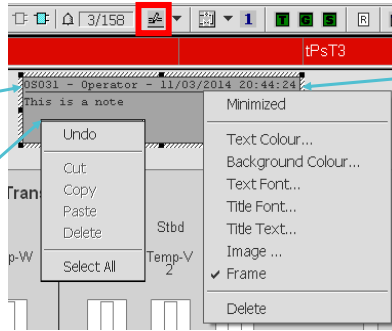 3/158 1 T G S R
tPsT3
OS031 - Operator - 11/03/2014 20:44:24
This is a note
Undo
Cut
Copy
Paste
Delete
Select All
Minimized
Text Colour...
Background Colour...
Text Font...
Title Font...
Title Text...
Image ...
Frame
Delete
Tran
Stbd
p-W
Temp-V
2